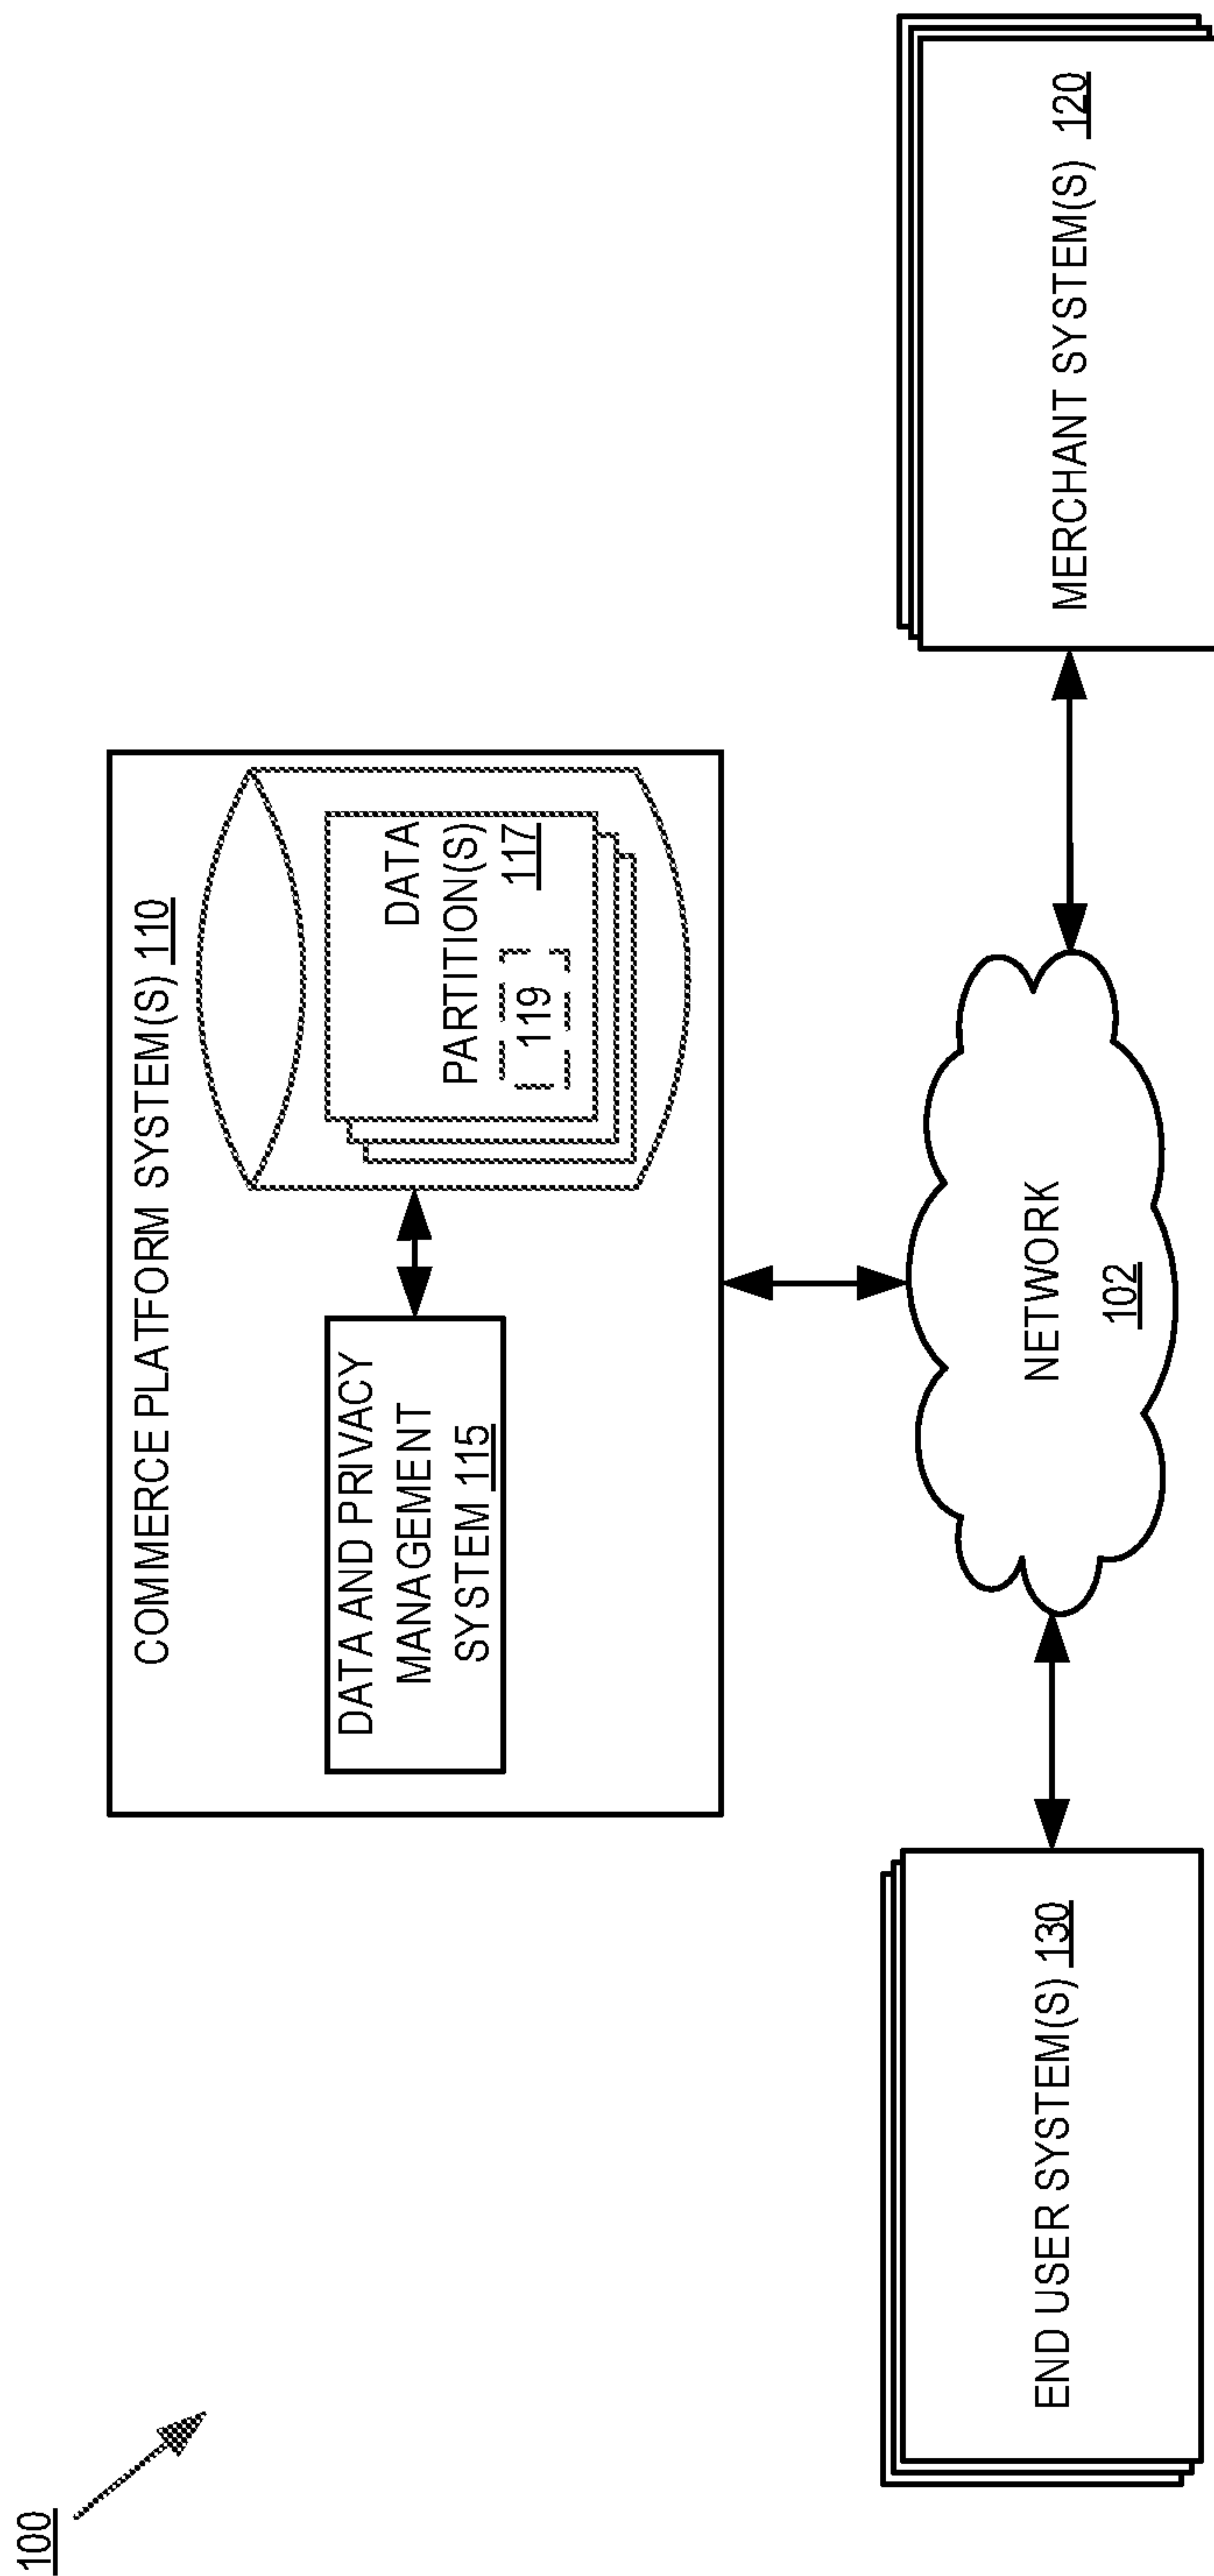 100
COMMERCE PLATFORM SYSTEM(S) 110
DATA AND PRIVACY
MANAGEMENT
SYSTEM 115
DATA
PARTITION(S)
117
119
NETWORK
102
END USER SYSTEM(S) 130
MERCHANT SYSTEM(S) 120